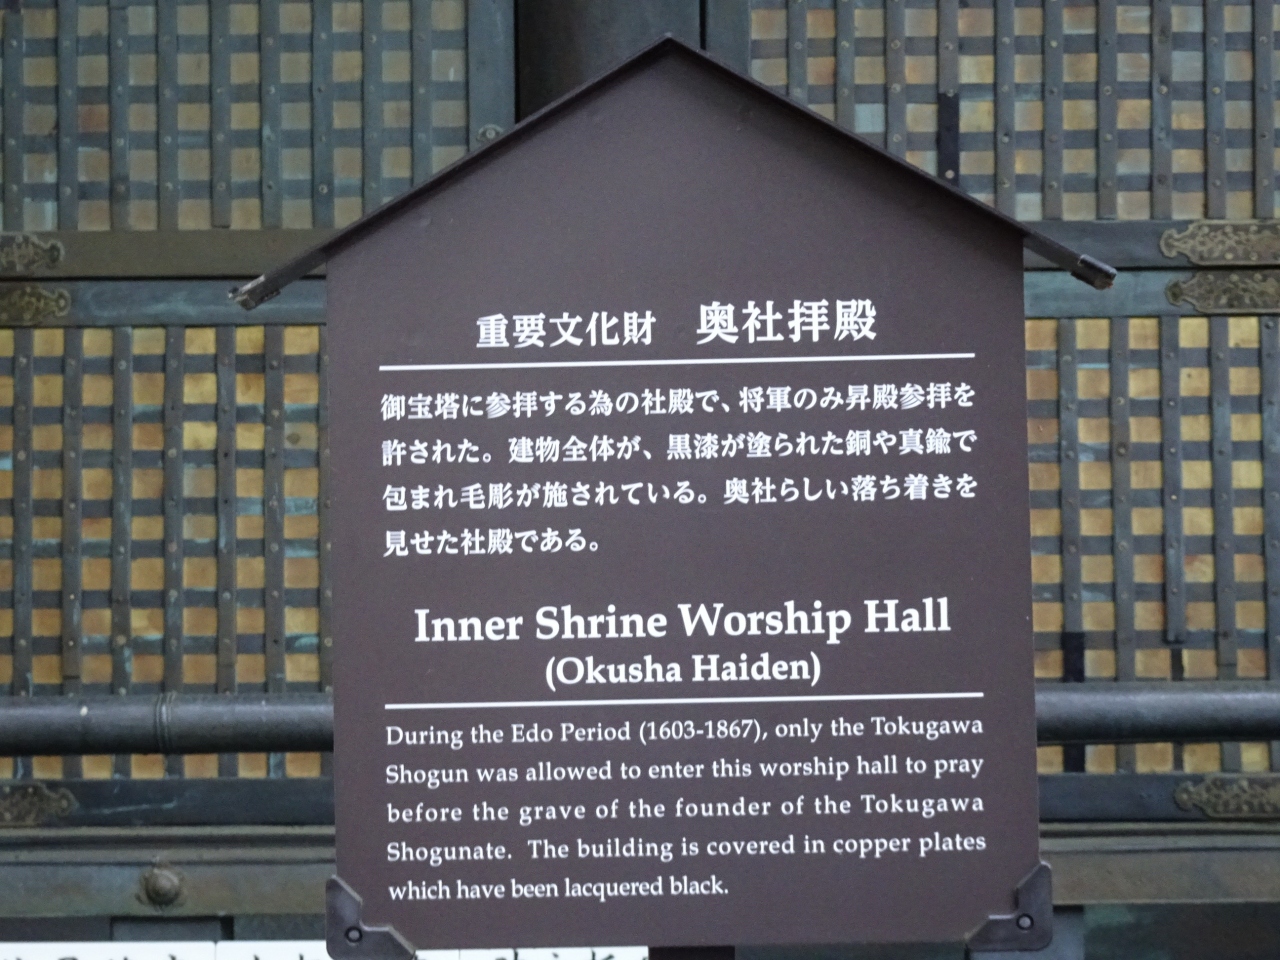 重要文化財　奥社拝殿
御宝塔に参拝する為の社殿で、将軍のみ昇殿参拝を
許された。建物全体が、黒漆が塗られた銅や真鍮で
包まれ毛彫が施されている。奥社らしい落ち着きを
見せた社殿である。
Inner Shrine Worship Hall
(Okusha Haiden)
During the Edo Period (1603-1867), only the Tokugawa
Shogun was allowed to enter this worship hall to pray
before the grave of the founder of the Tokugawa
Shogunate. The building is covered in copper plates
which have been lacquered black.